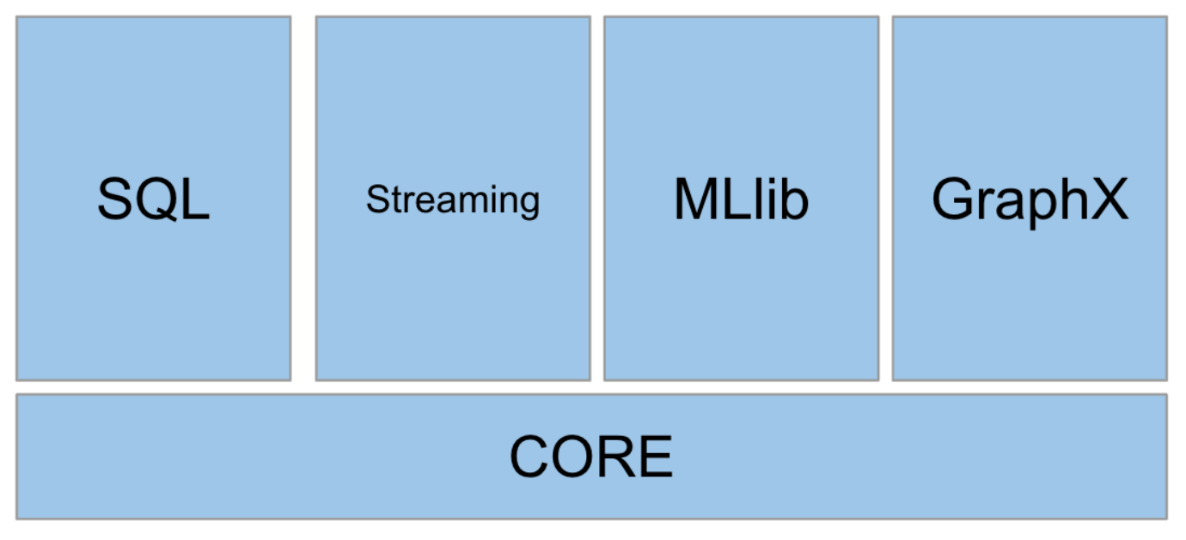 SQL
Streaming
MLlib
GraphX
CORE